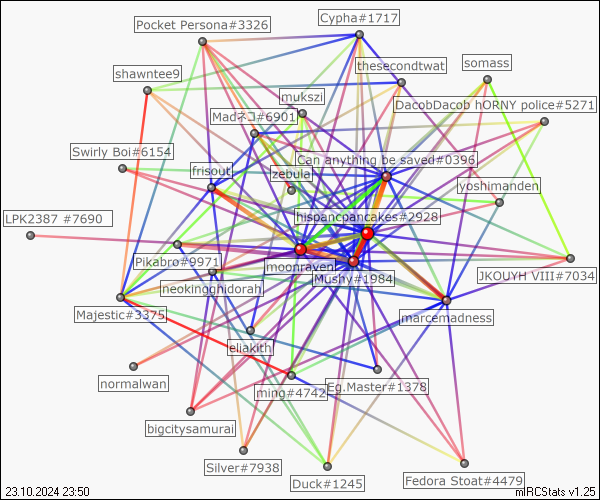 Cypha#1717
Pocket Persona#3326
thesecondtwat
somass
shawntee9
mukszi
DacobDacob hORNY police#5271
Madネコ#6901
Swirly Boi#6154
Can anything be saved#0396
frisout
zebula
yoshimanden
LPK2387 #7690
hispancpancakes#2928
Pikabro#9971
moonraven
Mushy#1984
JKOUYH VIII#7034
neokingghidorah
Majestic#3375
marcemadness
eliakith
normalwan
ming#4742
Eg.Master#1378
bigcitysamurai
Silver#7938
Duck#1245
Fedora Stoat#4479
23.10.2024 23:50
mIRCStats v1.25